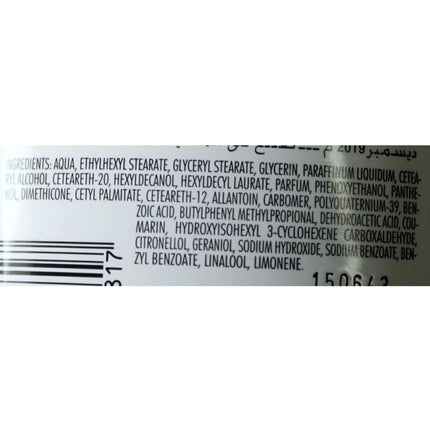 ديسمبر 2019 م
INGREDIENTS: AQUA, ETHYLHEXYL STEARATE, GLYCERYL STEARATE, GLYCERIN, PARAFFINUM LIQUIDUM, CETEA-
RYL ALCOHOL, CETEARETH-20, HEXYLDECANOL, HEXYLDECYL LAURATE, PARFUM, PHENOXYETHANOL, PANTHE-
NOL, DIMETHICONE, CETYL PALMITATE, CETEARETH-12, ALLANTOIN, CARBOMER, POLYQUATERNIUM-39, BEN-
ZOIC ACID, BUTYLPHENYL METHYLPROPIONAL, DEHYDROACETIC ACID, COU-
MARIN, HYDROXYISOHEXYL 3-CYCLOHEXENE CARBOXALDEHYDE,
CITRONELLOL, GERANIOL, SODIUM HYDROXIDE, SODIUM BENZOATE, BEN-
ZYL BENZOATE, LINALOOL, LIMONENE.
817